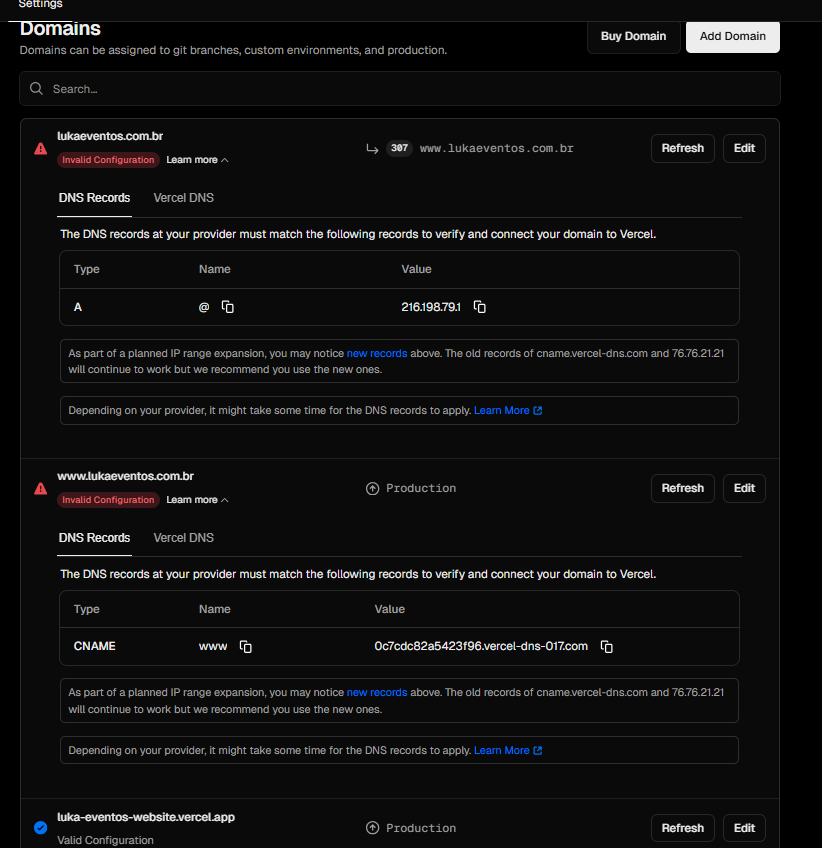 Settings
Domains
Buy Domain
Add Domain
Domains can be assigned to git branches, custom environments, and production.
Search...
lukaeventos.com.br
Invalid Configuration Learn more
307 www.lukaeventos.com.br
Refresh
Edit
DNS Records Vercel DNS
The DNS records at your provider must match the following records to verify and connect your domain to Vercel.
Type Name Value
A @ 216.198.79.1
As part of a planned IP range expansion, you may notice new records above. The old records of cname.vercel-dns.com and 76.76.21.21
will continue to work but we recommend you use the new ones.
Depending on your provider, it might take some time for the DNS records to apply. Learn More
www.lukaeventos.com.br
Invalid Configuration Learn more
Production
Refresh
Edit
DNS Records Vercel DNS
The DNS records at your provider must match the following records to verify and connect your domain to Vercel.
Type Name Value
CNAME www 0c7cdc82a5423f96.vercel-dns-017.com
As part of a planned IP range expansion, you may notice new records above. The old records of cname.vercel-dns.com and 76.76.21.21
will continue to work but we recommend you use the new ones.
Depending on your provider, it might take some time for the DNS records to apply. Learn More
luka-eventos-website.vercel.app
Valid Configuration
Production
Refresh
Edit